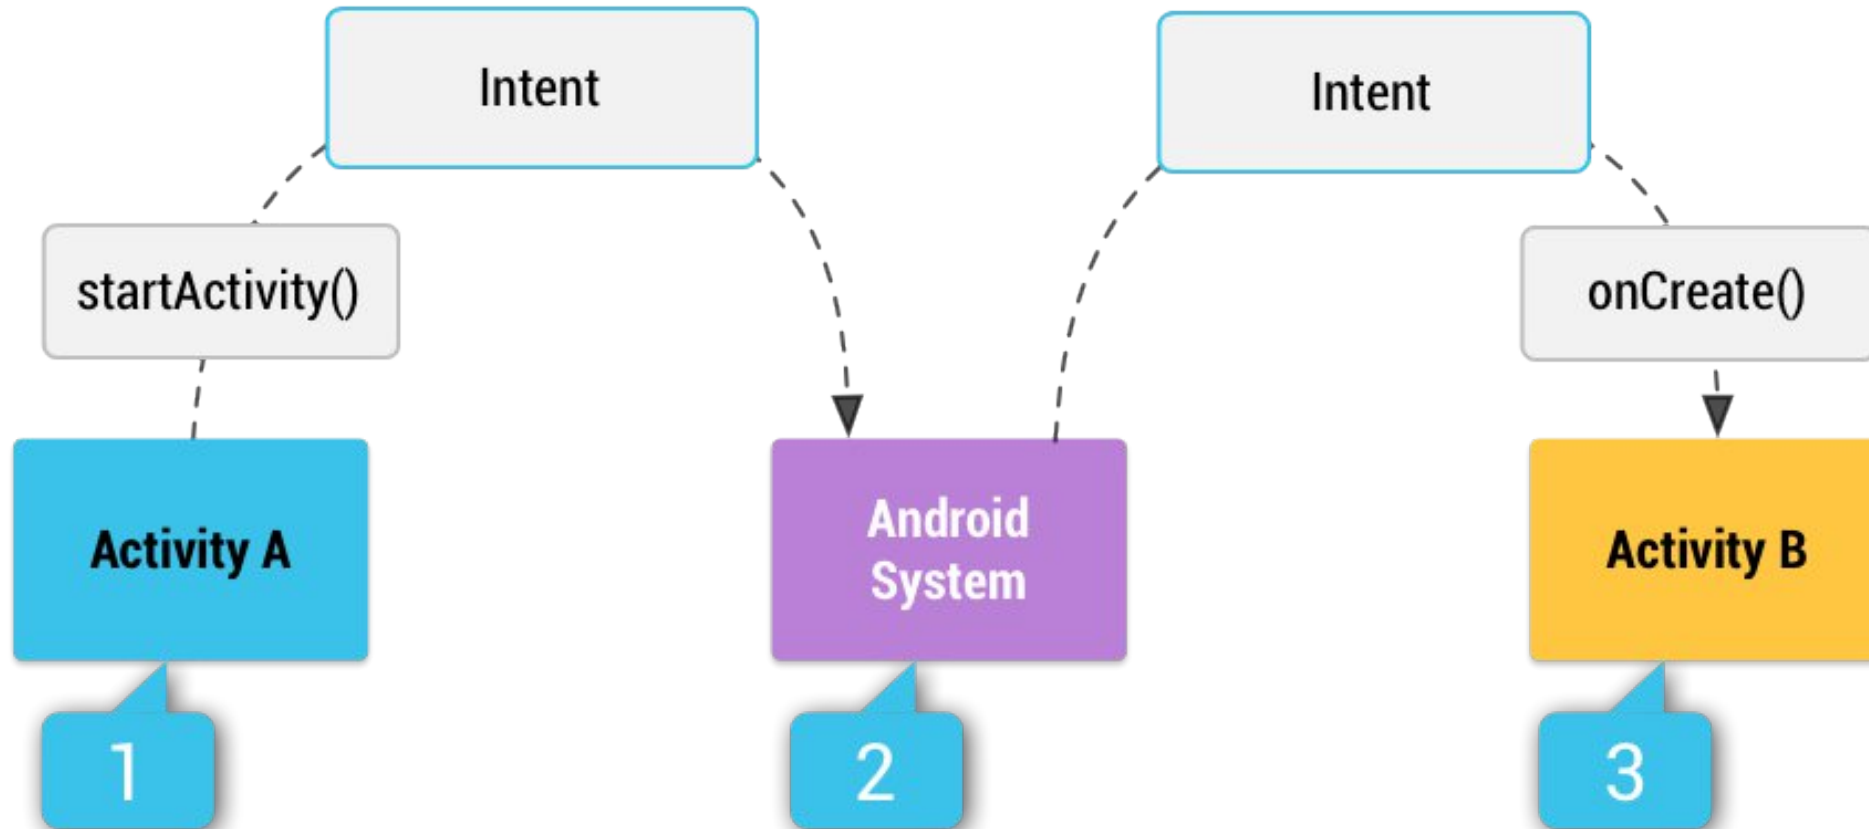 Intent
Intent
startActivity()
onCreate()
Activity A
Android
System
Activity B
1
2
3